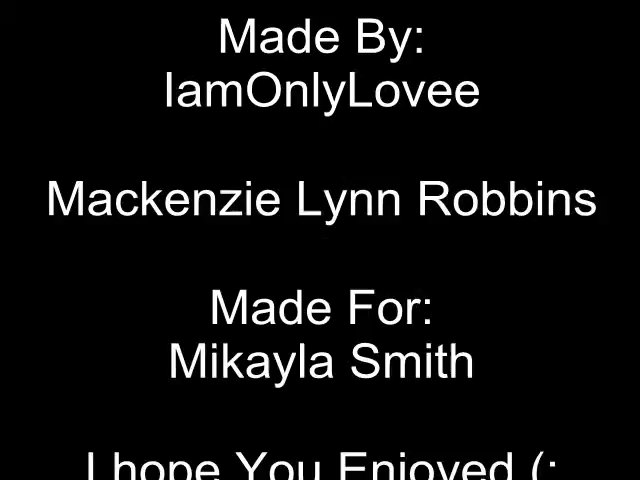 Made By:
IamOnlyLovee
Mackenzie Lynn Robbins
Made For:
Mikayla Smith
I hope You Enjoyed (: